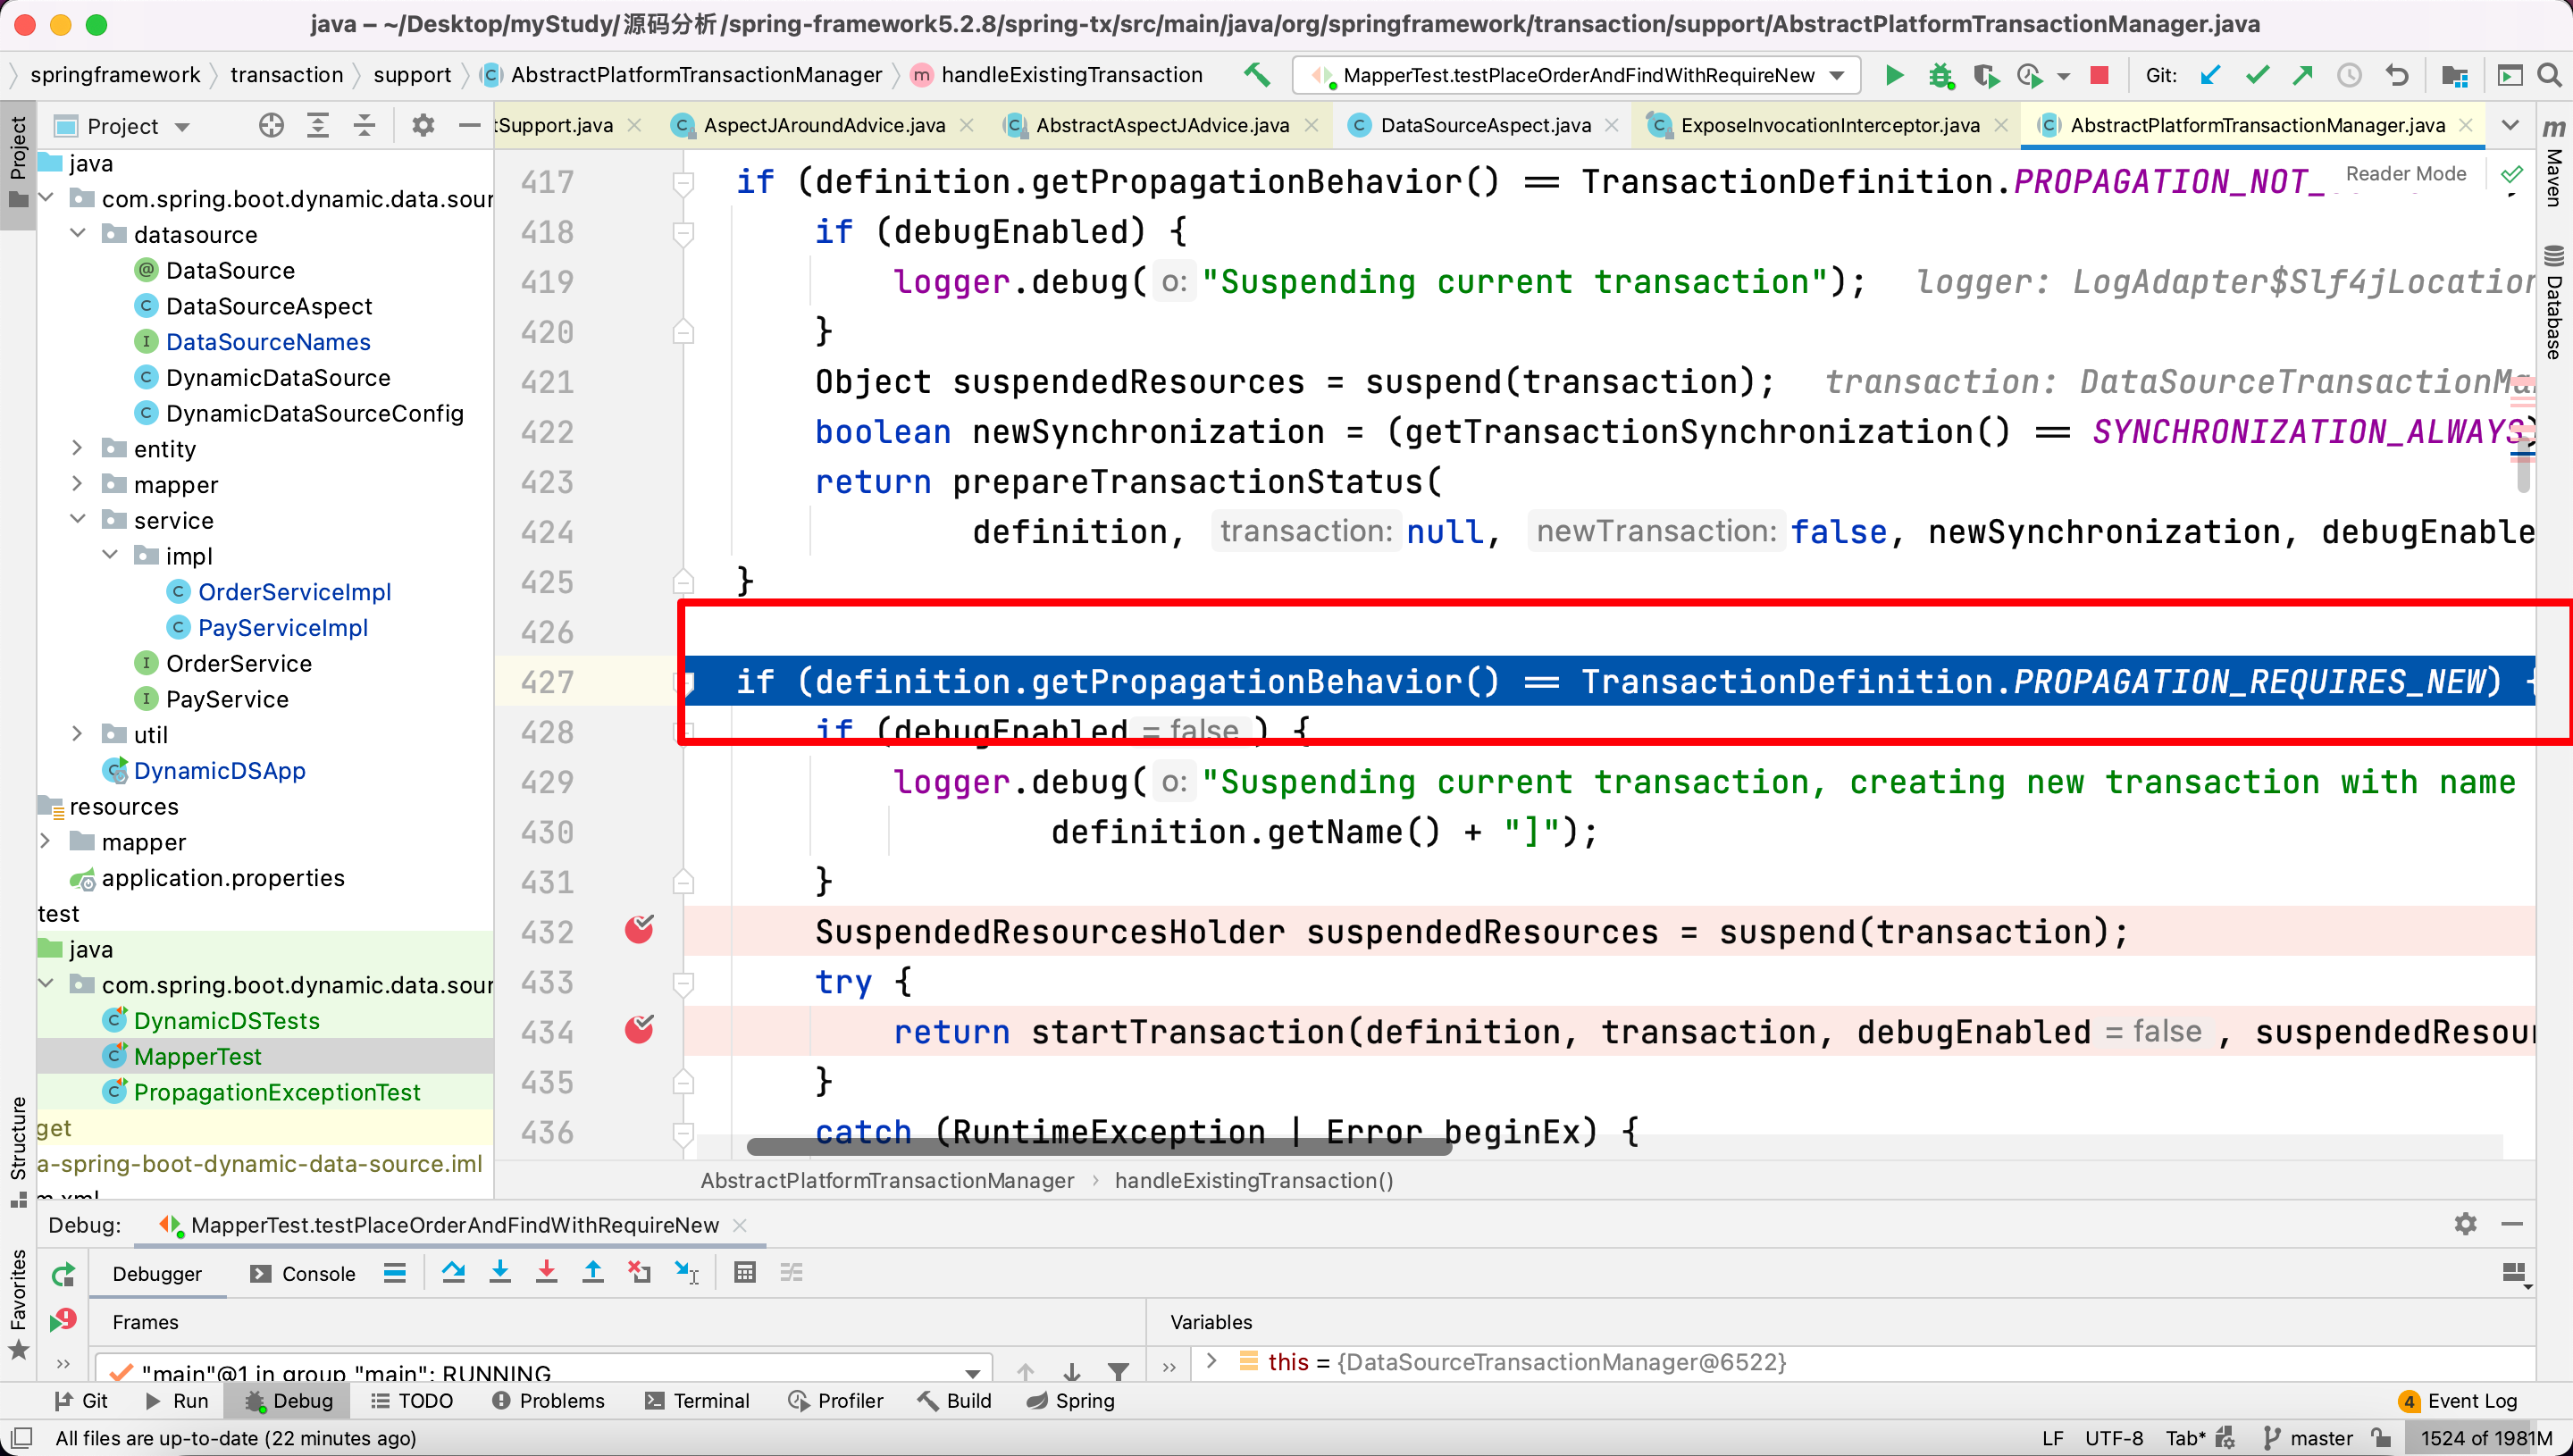 java – ~/Desktop/myStudy/源码分析/spring-framework5.2.8/spring-tx/src/main/java/org/springframework/transaction/support/AbstractPlatformTransactionManager.java
springframework transaction support AbstractPlatformTransactionManager handleExistingTransaction MapperTest.testPlaceOrderAndFindWithRequireNew Git:
Project tSupport.java AspectJAroundAdvice.java AbstractAspectJAdvice.java DataSourceAspect.java ExposeInvocationInterceptor.java AbstractPlatformTransactionManager.java
Project
Structure
Favorites
Maven
Database
java
com.spring.boot.dynamic.data.sour
datasource
DataSource
DataSourceAspect
DataSourceNames
DynamicDataSource
DynamicDataSourceConfig
entity
mapper
service
impl
OrderServiceImpl
PayServiceImpl
OrderService
PayService
util
DynamicDSApp
resources
mapper
application.properties
test
java
com.spring.boot.dynamic.data.sour
DynamicDSTests
MapperTest
PropagationExceptionTest
get
a-spring-boot-dynamic-data-source.iml
m.xml
Reader Mode
417 if (definition.getPropagationBehavior() == TransactionDefinition.PROPAGATION_NOT_
418 if (debugEnabled) {
419 logger.debug( o: "Suspending current transaction"); logger: LogAdapter$Slf4jLocation
420 }
421 Object suspendedResources = suspend(transaction); transaction: DataSourceTransactionMa
422 boolean newSynchronization = (getTransactionSynchronization() == SYNCHRONIZATION_ALWAYS)
423 return prepareTransactionStatus(
424 definition, transaction: null, newTransaction: false, newSynchronization, debugEnable
425 }
426
427 if (definition.getPropagationBehavior() == TransactionDefinition.PROPAGATION_REQUIRES_NEW) {
428 if (debugEnabled = false ) {
429 logger.debug( o: "Suspending current transaction, creating new transaction with name
430 definition.getName() + "]");
431 }
432 SuspendedResourcesHolder suspendedResources = suspend(transaction);
433 try {
434 return startTransaction(definition, transaction, debugEnabled = false , suspendedResour
435 }
436 catch (RuntimeException | Error beginEx) {
AbstractPlatformTransactionManager › handleExistingTransaction()
Debug: MapperTest.testPlaceOrderAndFindWithRequireNew
Debugger Console
Frames Variables
"main"@1 in group "main": RUNNING this = {DataSourceTransactionManager@6522}
Git Run Debug TODO Problems Terminal Profiler Build Spring 4 Event Log
All files are up-to-date (22 minutes ago) LF UTF-8 Tab* master 1524 of 1981M